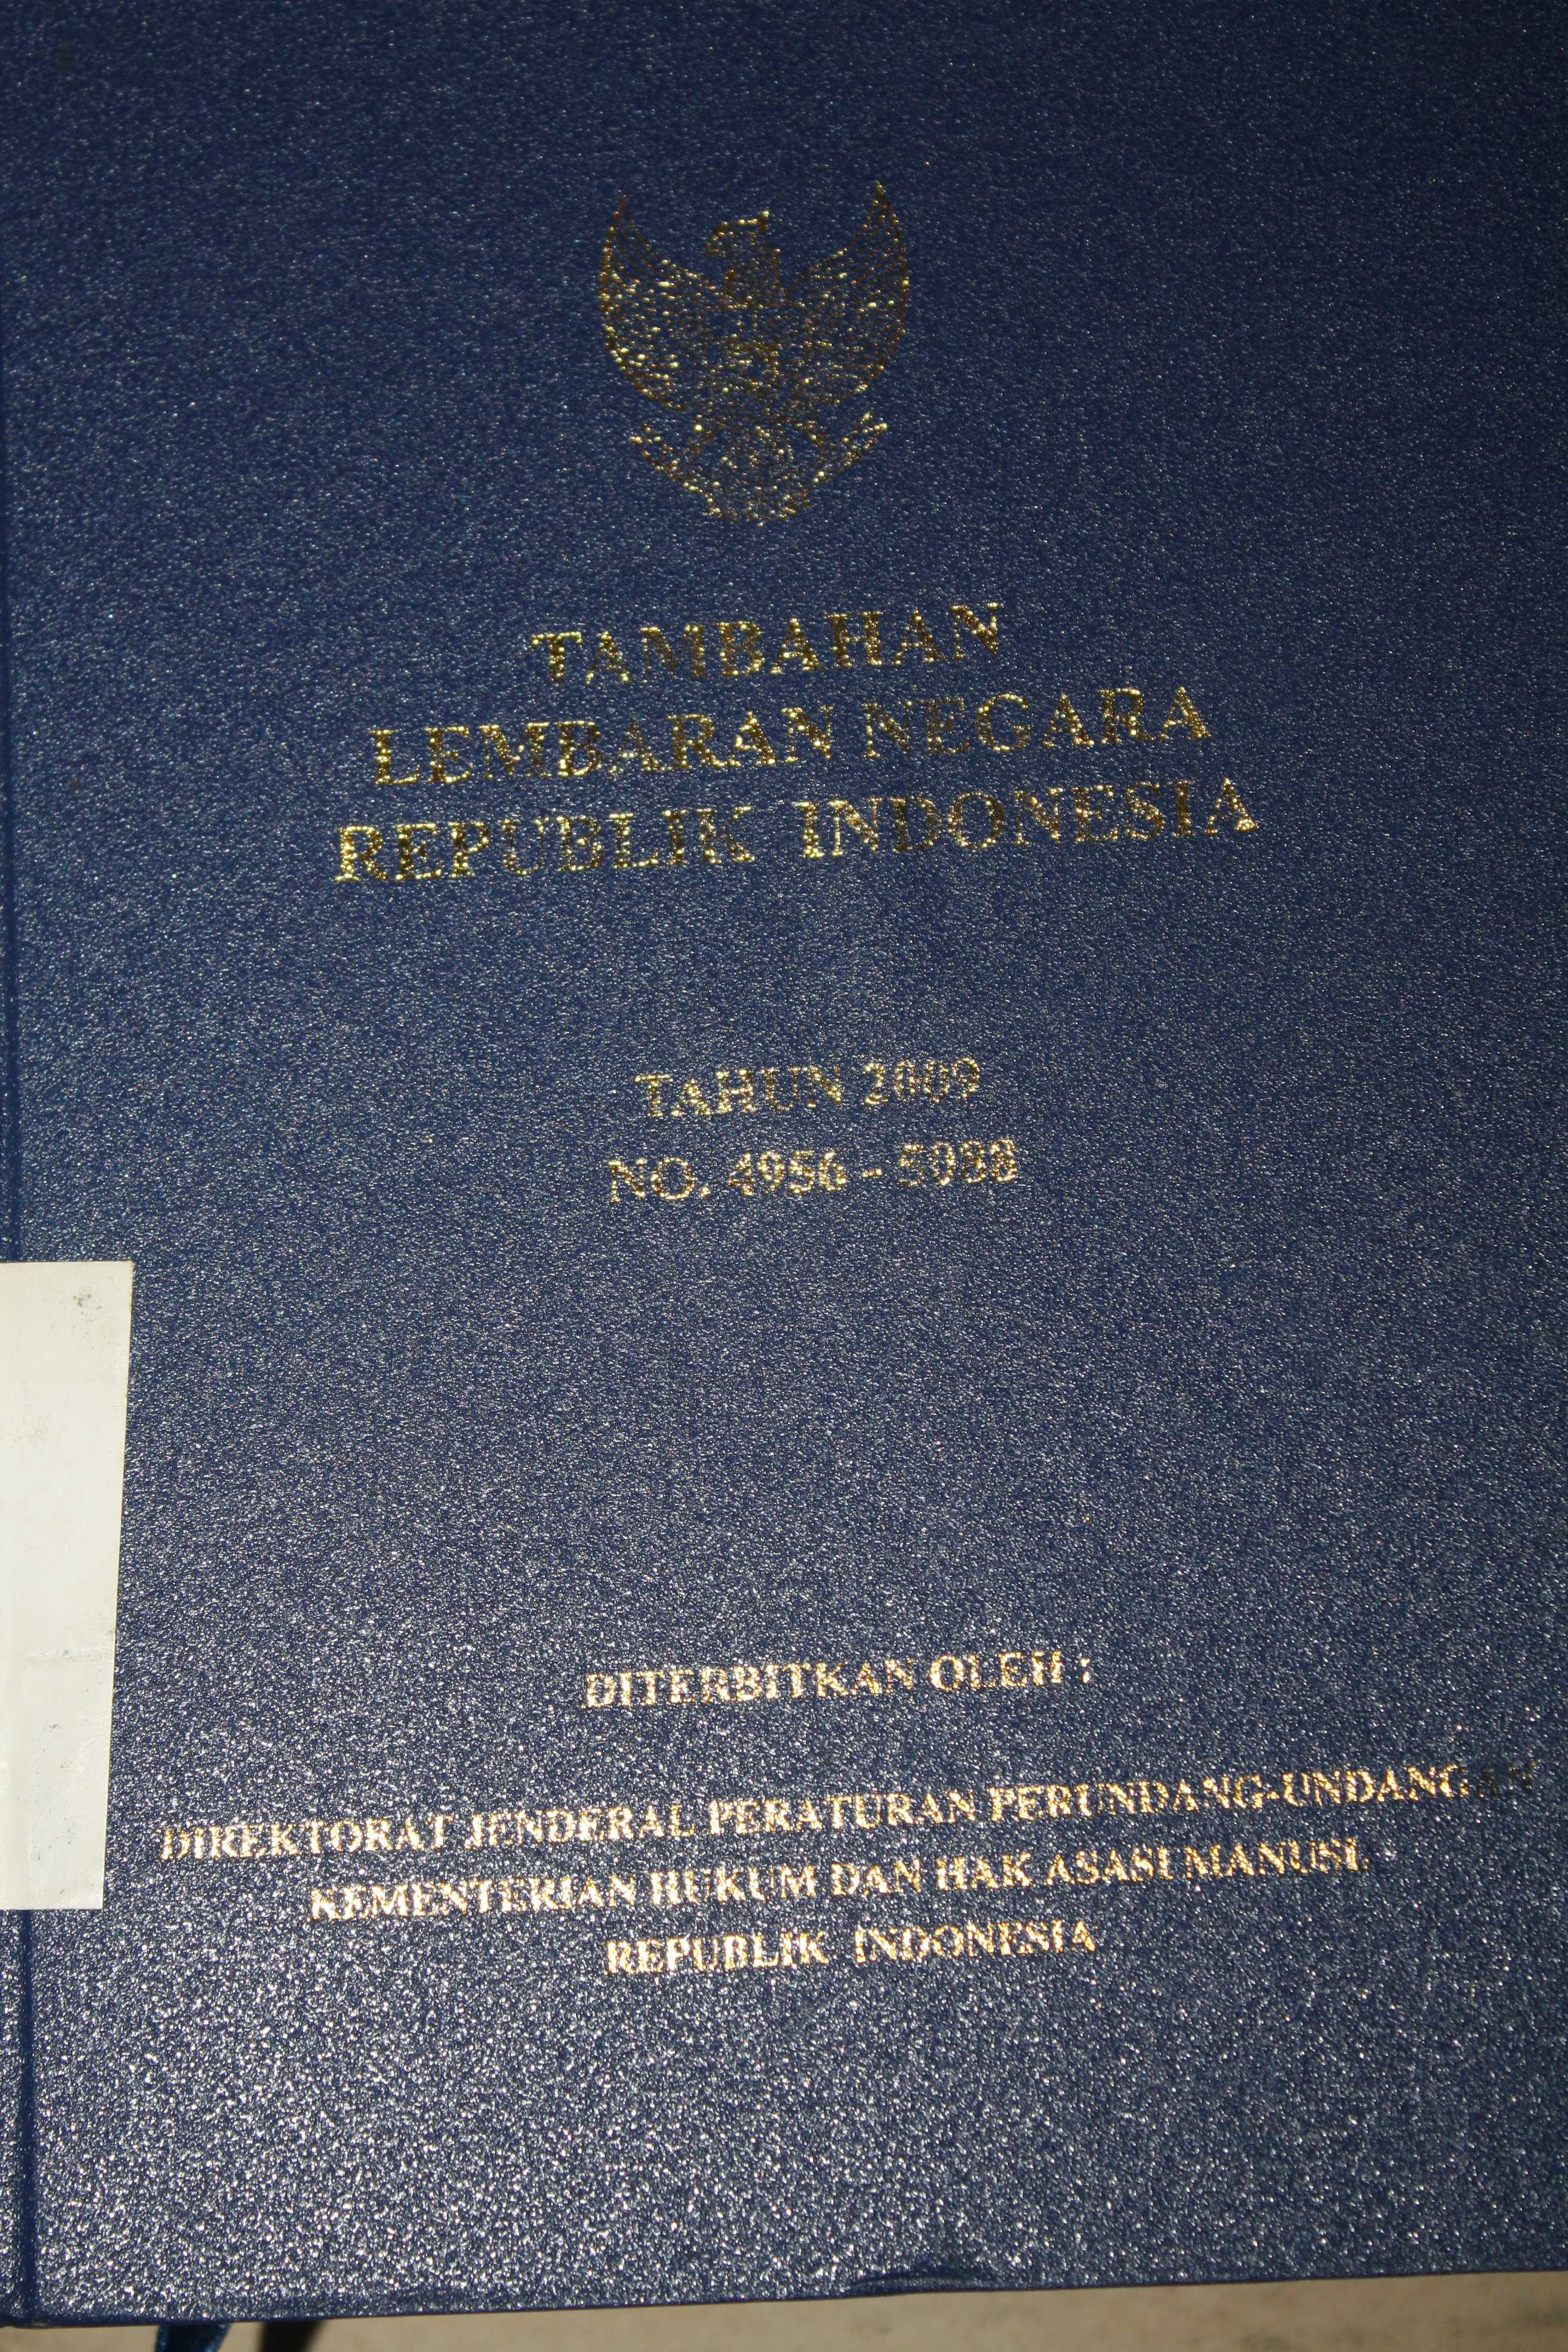 TAMBAHAN
LEMBARAN NEGARA
REPUBLIK INDONESIA
TAHUN 2009
NO. 4956 - 5088
DITERBITKAN OLEH :
DIREKTORAT JENDERAL PERATURAN PERUNDANG-UNDANGAN
KEMENTERIAN HUKUM DAN HAK ASASI MANUSIA
REPUBLIK INDONESIA